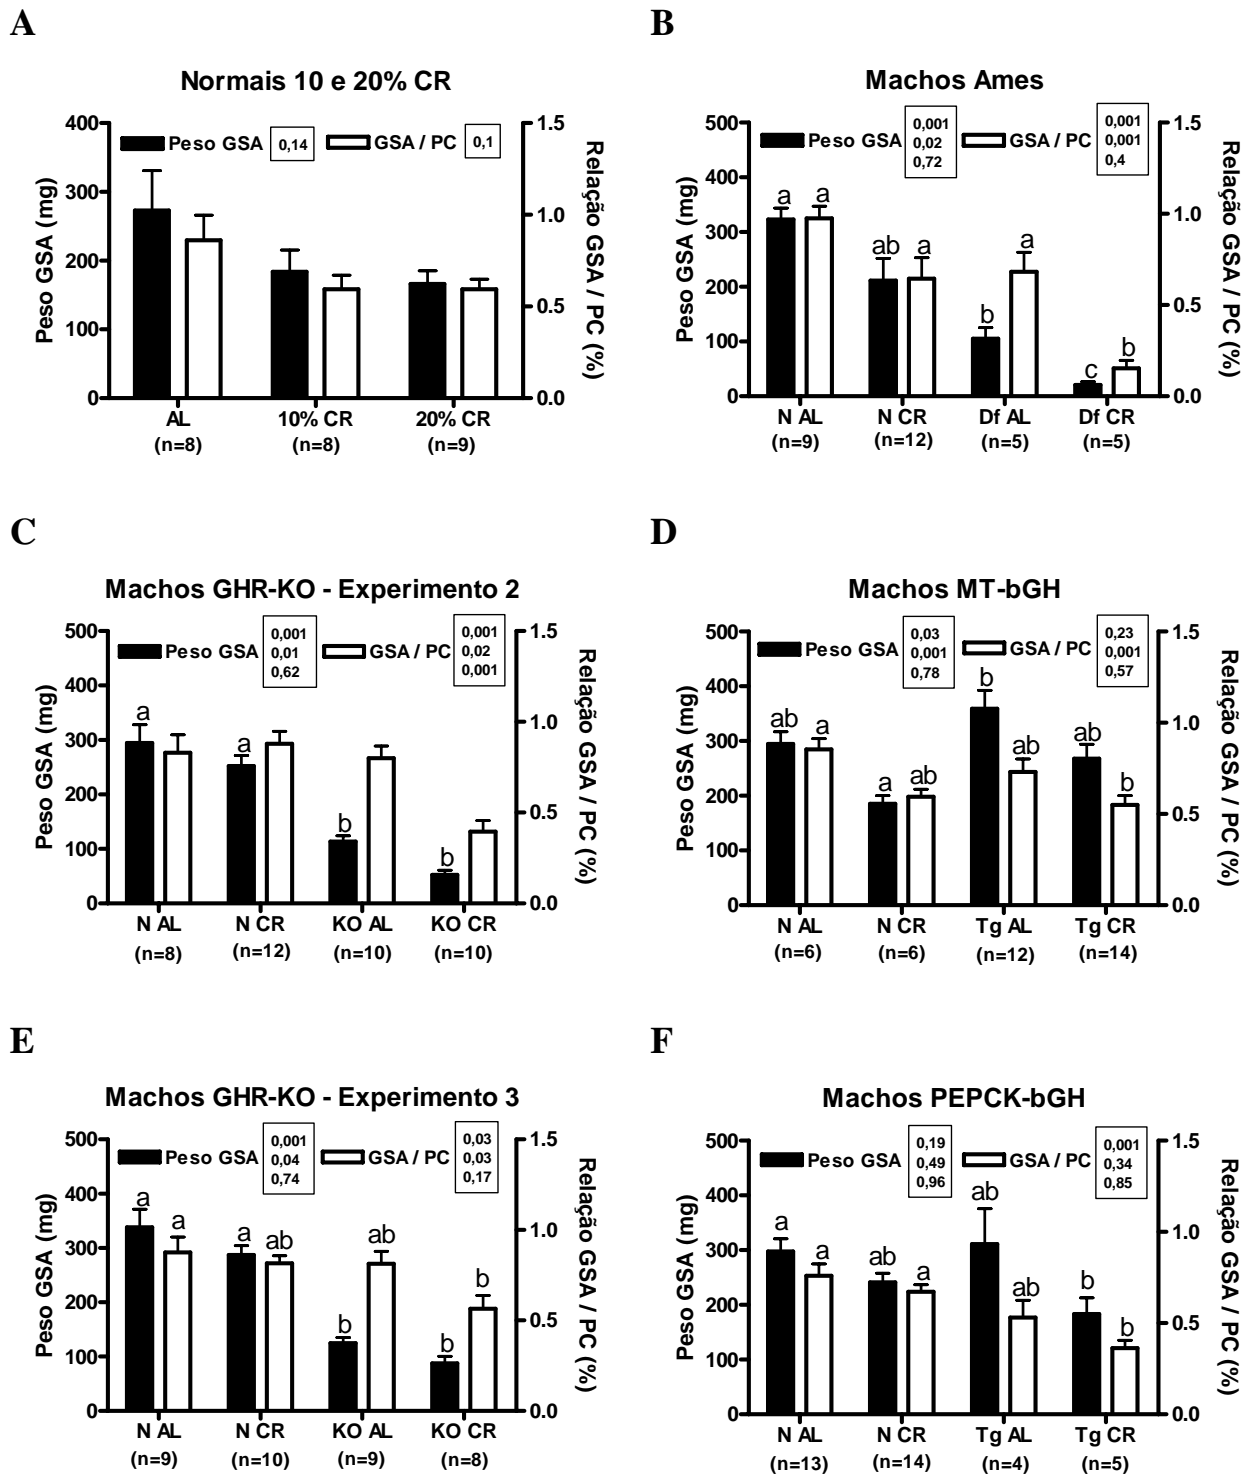 A
Normais 10 e 20% CR
Peso GSA 0,14 GSA / PC 0,1
400
300
200
100
0
Peso GSA (mg)
1.5
1.0
0.5
0.0
Relação GSA / PC (%)
AL 10% CR 20% CR
(n=8) (n=8) (n=9)
B
Machos Ames
Peso GSA 0,001 0,02 0,72 GSA / PC 0,001 0,001 0,4
500
400
300
200
100
0
Peso GSA (mg)
1.5
1.0
0.5
0.0
Relação GSA / PC (%)
a a ab a b a c b
N AL N CR Df AL Df CR
(n=9) (n=12) (n=5) (n=5)
C
Machos GHR-KO - Experimento 2
Peso GSA 0,001 0,01 0,62 GSA / PC 0,001 0,02 0,001
500
400
300
200
100
0
Peso GSA (mg)
1.5
1.0
0.5
0.0
Relação GSA / PC (%)
a a b b
N AL N CR KO AL KO CR
(n=8) (n=12) (n=10) (n=10)
D
Machos MT-bGH
Peso GSA 0,03 0,001 0,78 GSA / PC 0,23 0,001 0,57
500
400
300
200
100
0
Peso GSA (mg)
1.5
1.0
0.5
0.0
Relação GSA / PC (%)
ab a a ab b ab ab b
N AL N CR Tg AL Tg CR
(n=6) (n=6) (n=12) (n=14)
E
Machos GHR-KO - Experimento 3
Peso GSA 0,001 0,04 0,74 GSA / PC 0,03 0,03 0,17
500
400
300
200
100
0
Peso GSA (mg)
1.5
1.0
0.5
0.0
Relação GSA / PC (%)
a a a ab b ab b b
N AL N CR KO AL KO CR
(n=9) (n=10) (n=9) (n=8)
F
Machos PEPCK-bGH
Peso GSA 0,19 0,49 0,96 GSA / PC 0,001 0,34 0,85
500
400
300
200
100
0
Peso GSA (mg)
1.5
1.0
0.5
0.0
Relação GSA / PC (%)
a a ab a ab ab b b
N AL N CR Tg AL Tg CR
(n=13) (n=14) (n=4) (n=5)